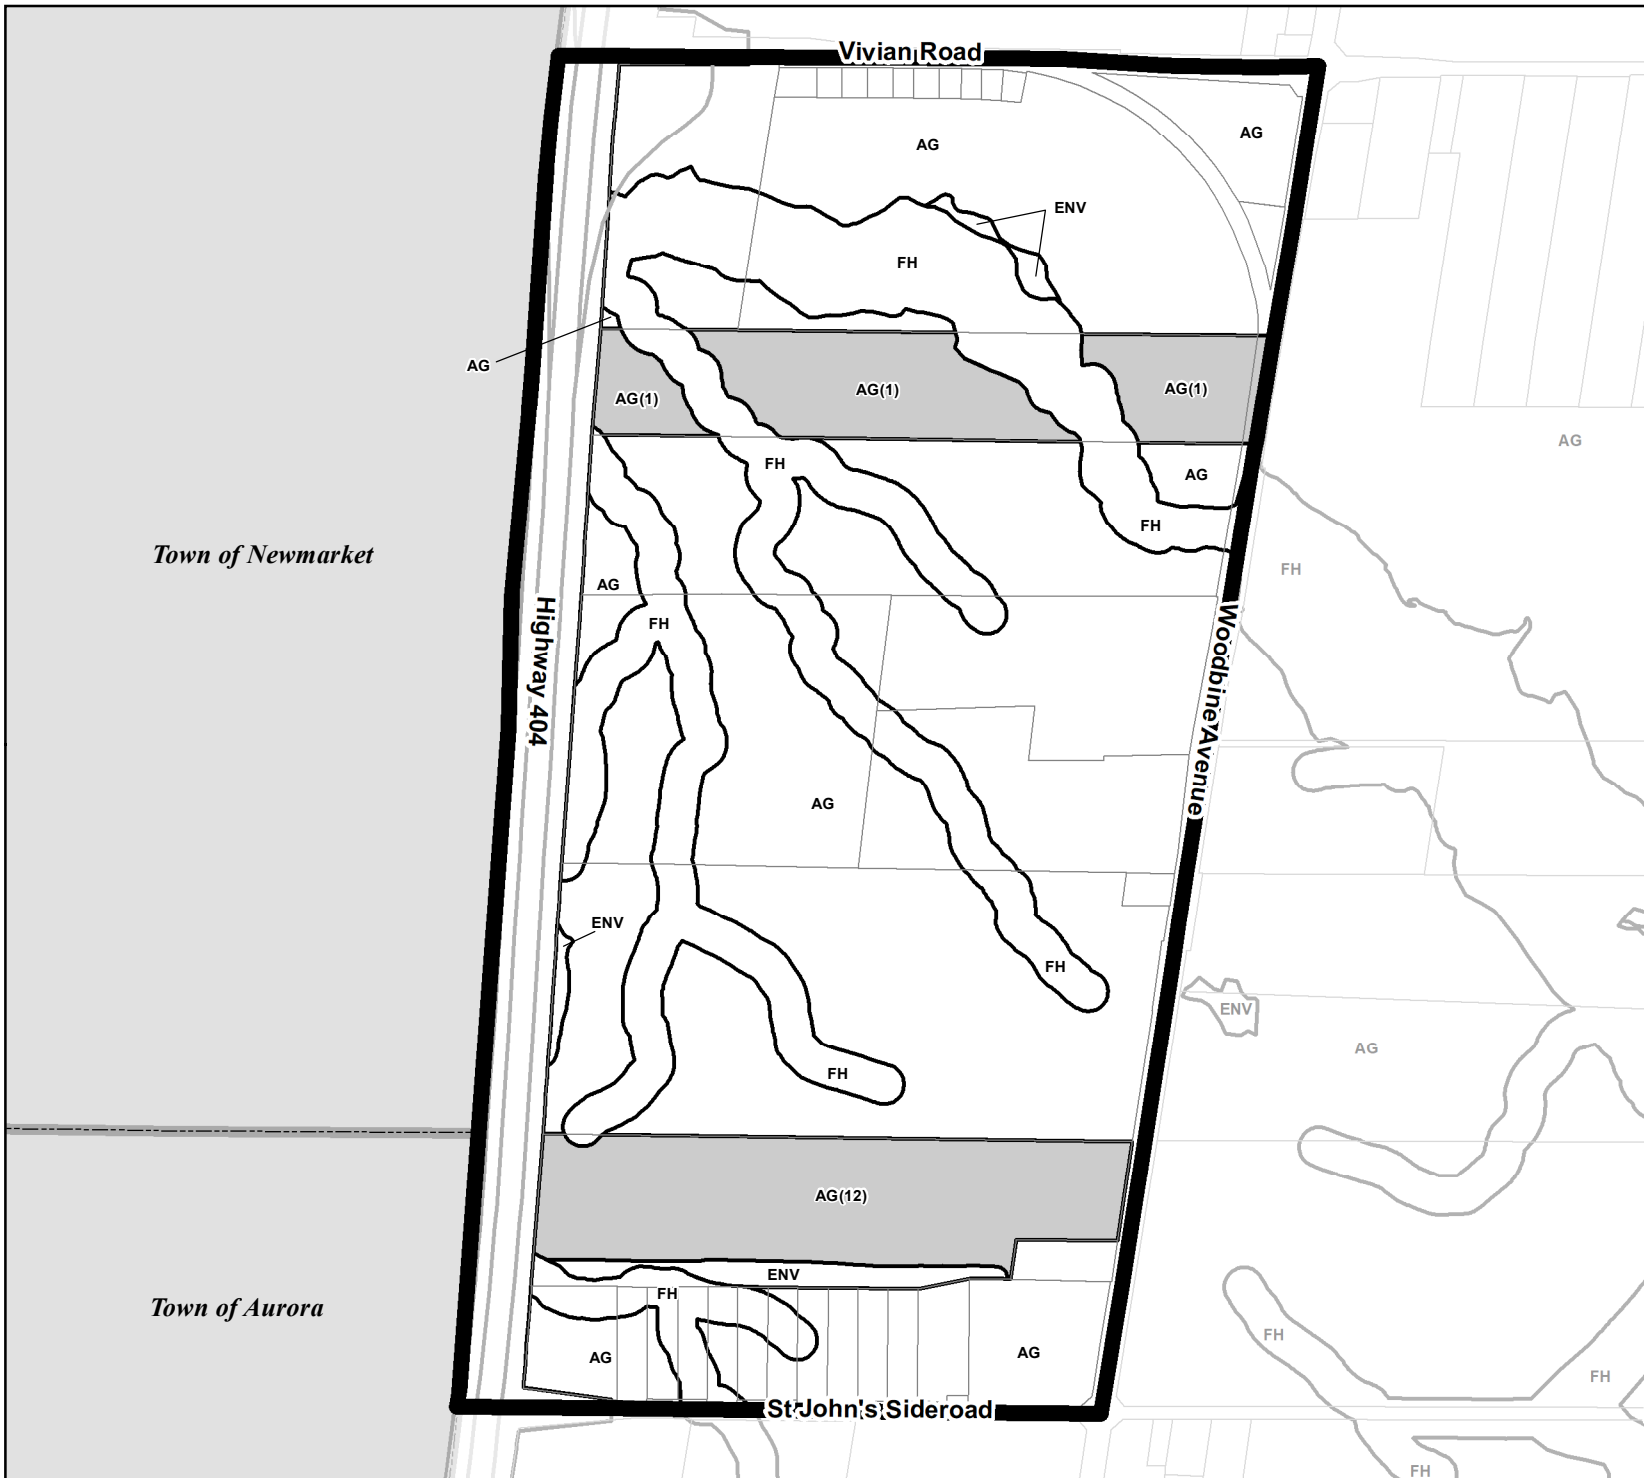 Vivian Road
AG
AG
ENV
FH
AG
AG(1)
AG(1)
AG(1)
AG
FH
AG
FH
AG
FH
Town of Newmarket
FH
AG
FH
Highway 404
Woodbine Avenue
AG
ENV
FH
ENV
AG
FH
AG(12)
ENV
FH
Town of Aurora
FH
AG
AG
FH
St John's Sideroad
FH